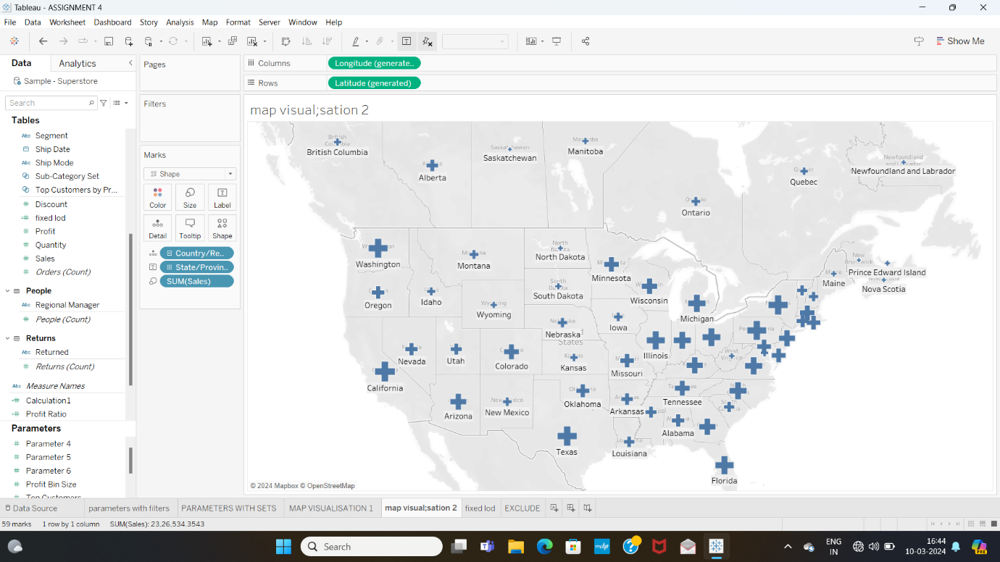 Tableau - ASSIGNMENT 4
File Data Worksheet Dashboard Story Analysis Map Format Server Window Help
Show Me
Data Analytics
Sample - Superstore
Search
Tables
Abc Segment
Ship Date
Abc Ship Mode
Sub-Category Set
Top Customers by Pr...
# Discount
fixed lod
# Profit
# Quantity
# Sales
# Orders (Count)
People
Abc Regional Manager
# People (Count)
Returns
Abc Returned
# Returns (Count)
Abc Measure Names
Calculation1
Profit Ratio
Parameters
# Parameter 4
# Parameter 5
# Parameter 6
# Profit Bin Size
Top Customers
Pages
Filters
Marks
Shape
Color Size Label
Detail Tooltip Shape
Country/Re..
State/Provin..
SUM(Sales)
Columns Longitude (generate..
Rows Latitude (generated)
map visual;sation 2
British Columbia
Alberta
Saskatchewan
Manitoba
Ontario
Quebec
Newfoundland and Labrador
Washington
Montana
North Dakota
Minnesota
Prince Edward Island
Maine
Nova Scotia
Oregon
Idaho
Wyoming
South Dakota
Wisconsin
Michigan
Nebraska
States
Iowa
Illinois
Nevada
Utah
Colorado
Kansas
Missouri
California
Arizona
New Mexico
Oklahoma
Arkansas
Tennessee
Alabama
Texas
Louisiana
Florida
© 2024 Mapbox © OpenStreetMap
Data Source parameters with filters PARAMETERS WITH SETS MAP VISUALISATION 1 map visual;sation 2 fixed lod EXCLUDE
59 marks 1 row by 1 column SUM(Sales): 23,26,534.3543
Search
ENG
IN
16:44
10-03-2024